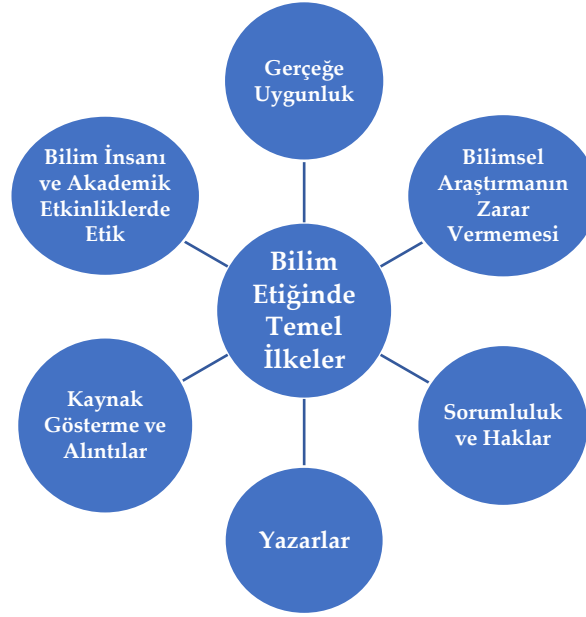 Gerçeğe
Uygunluk
Bilim İnsanı
ve Akademik
Etkinliklerde
Etik
Bilimsel
Araştırmanın
Zarar
Vermemesi
Bilim
Etiğinde
Temel
İlkeler
Kaynak
Gösterme ve
Alıntılar
Sorumluluk
ve Haklar
Yazarlar